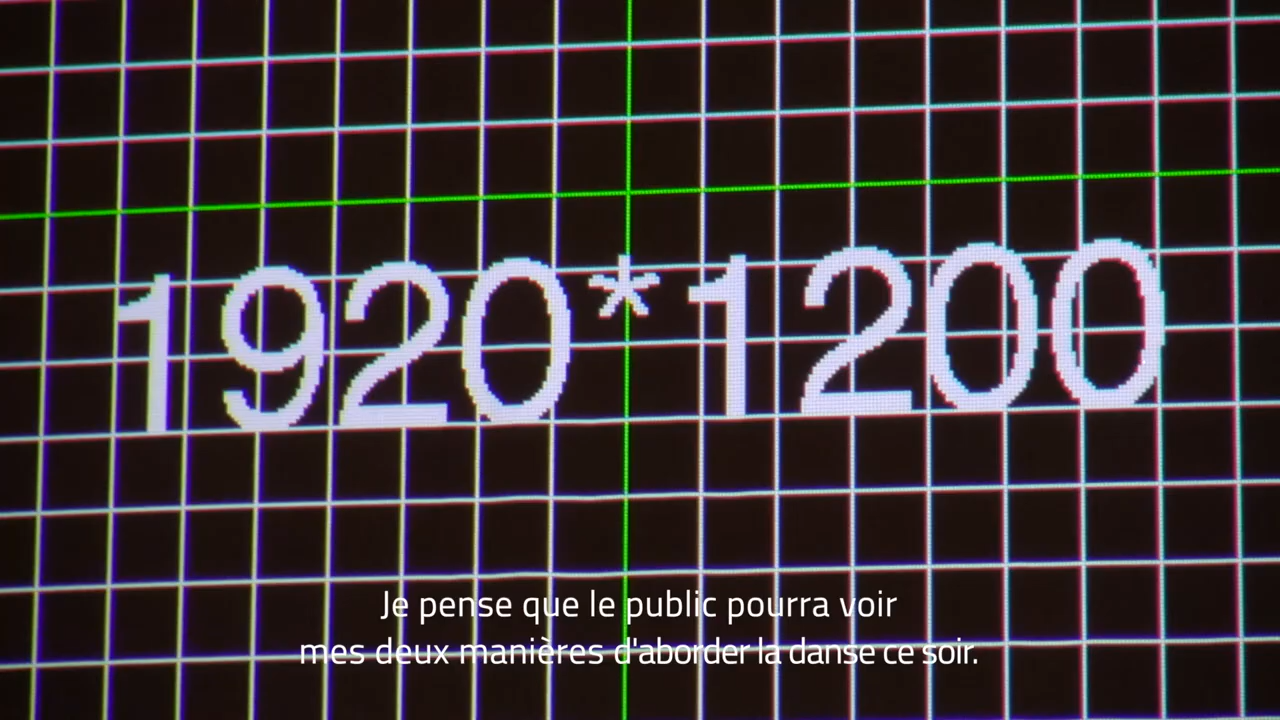 1920*1200
Je pense que le public pourra voir
mes deux manières d'aborder la danse ce soir.